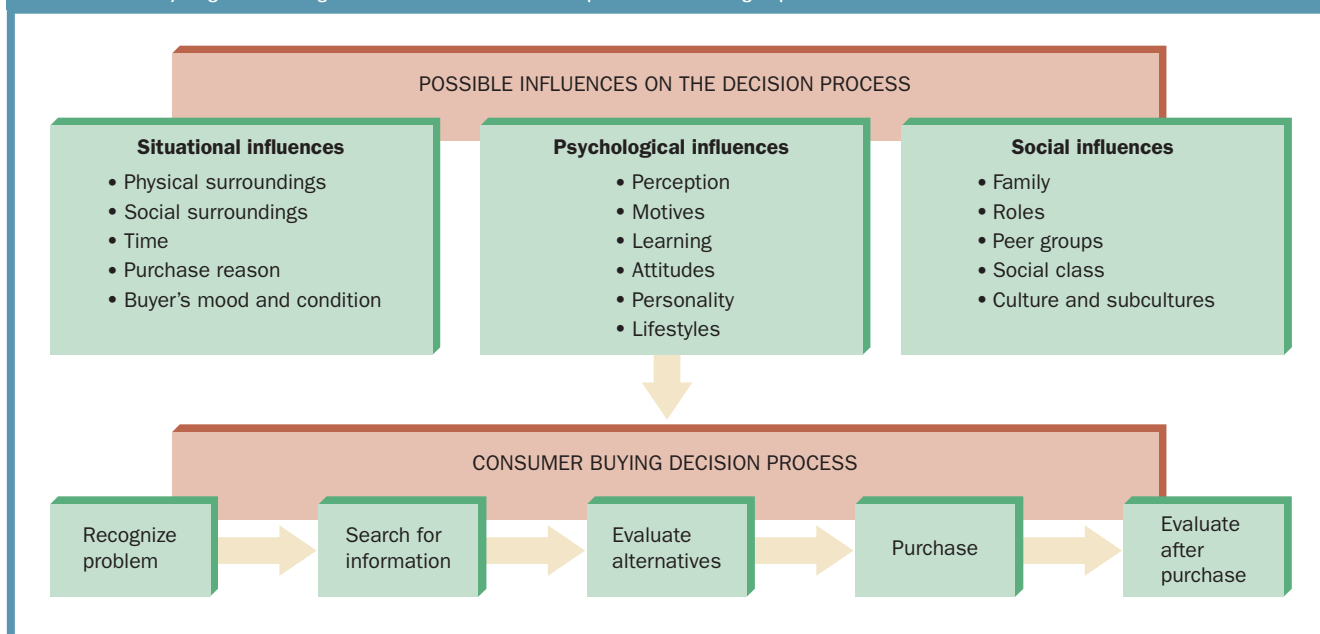 POSSIBLE INFLUENCES ON THE DECISION PROCESS
Situational influences
• Physical surroundings
• Social surroundings
• Time
• Purchase reason
• Buyer's mood and condition
Psychological influences
• Perception
• Motives
• Learning
• Attitudes
• Personality
• Lifestyles
Social influences
• Family
• Roles
• Peer groups
• Social class
• Culture and subcultures
CONSUMER BUYING DECISION PROCESS
Recognize
problem
Search for
information
Evaluate
alternatives
Purchase
Evaluate
after
purchase